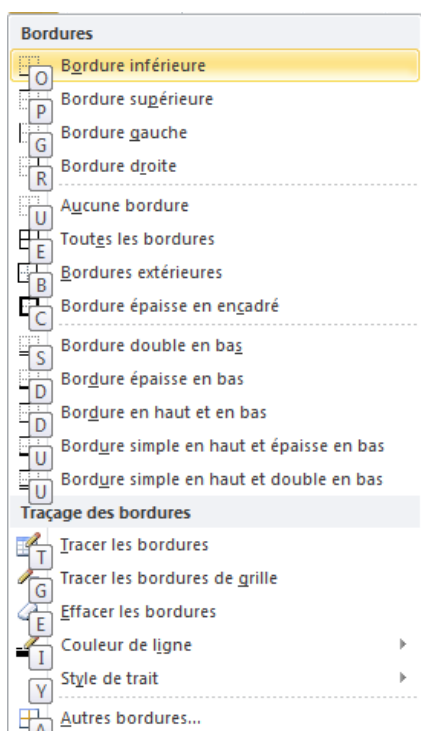 Bordures
O Bordure inférieure
P Bordure supérieure
G Bordure gauche
R Bordure droite
U Aucune bordure
E Toutes les bordures
B Bordures extérieures
C Bordure épaisse en encadré
S Bordure double en bas
D Bordure épaisse en bas
D Bordure en haut et en bas
U Bordure simple en haut et épaisse en bas
U Bordure simple en haut et double en bas
Traçage des bordures
T Tracer les bordures
G Tracer les bordures de grille
E Effacer les bordures
I Couleur de ligne
Y Style de trait
A Autres bordures...